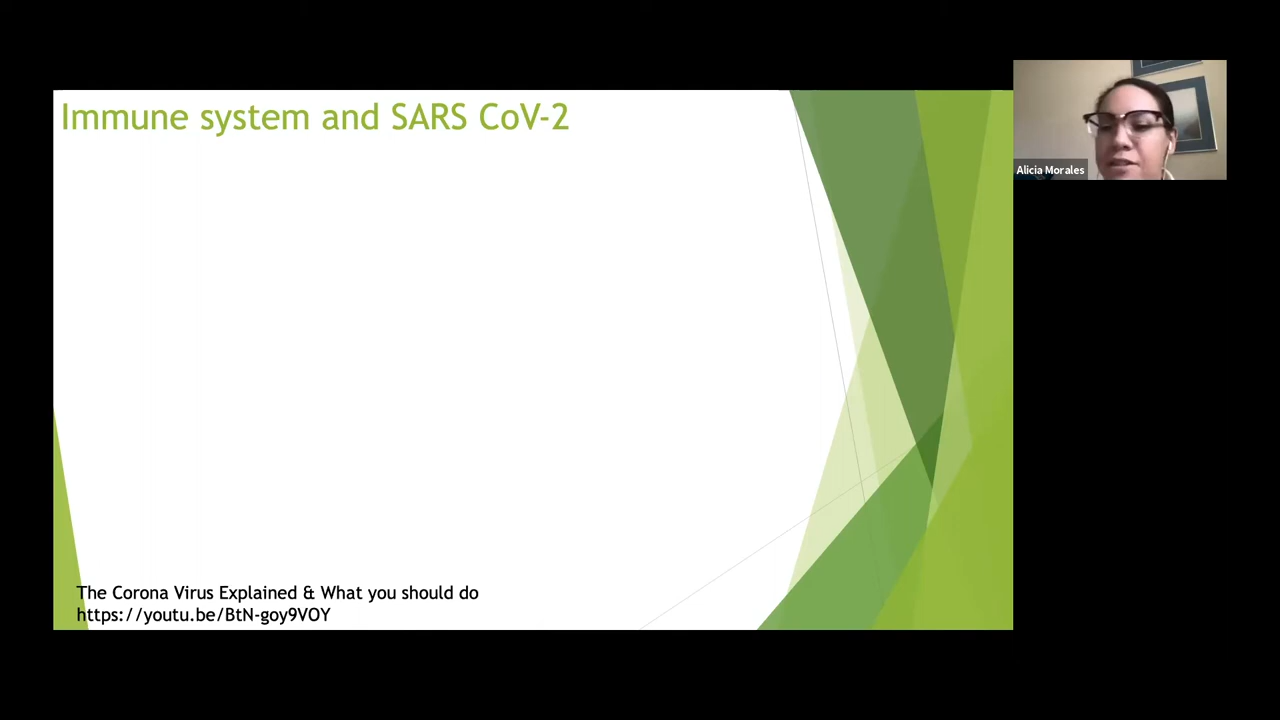 Immune system and SARS CoV-2
Alicia Morales
The Corona Virus Explained & What you should do
https://youtu.be/BtN-goy9VOY